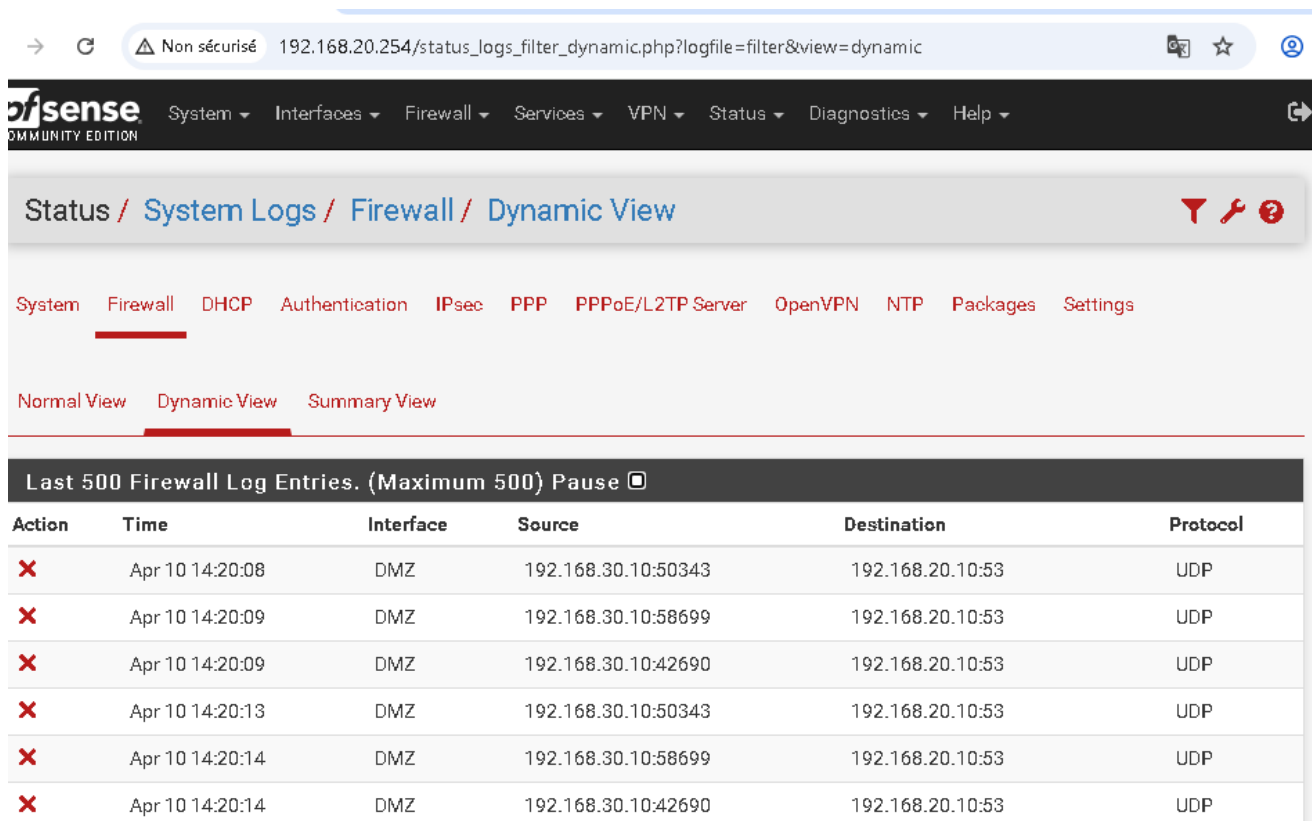 Non sécurisé 192.168.20.254/status_logs_filter_dynamic.php?logfile=filter&view=dynamic
pfsense System Interfaces Firewall Services VPN Status Diagnostics Help
COMMUNITY EDITION
Status / System Logs / Firewall / Dynamic View
System Firewall DHCP Authentication IPsec PPP PPPoE/L2TP Server OpenVPN NTP Packages Settings
Normal View Dynamic View Summary View
Last 500 Firewall Log Entries. (Maximum 500) Pause
Action Time Interface Source Destination Protocol
Apr 10 14:20:08 DMZ 192.168.30.10:50343 192.168.20.10:53 UDP
Apr 10 14:20:09 DMZ 192.168.30.10:58699 192.168.20.10:53 UDP
Apr 10 14:20:09 DMZ 192.168.30.10:42690 192.168.20.10:53 UDP
Apr 10 14:20:13 DMZ 192.168.30.10:50343 192.168.20.10:53 UDP
Apr 10 14:20:14 DMZ 192.168.30.10:58699 192.168.20.10:53 UDP
Apr 10 14:20:14 DMZ 192.168.30.10:42690 192.168.20.10:53 UDP